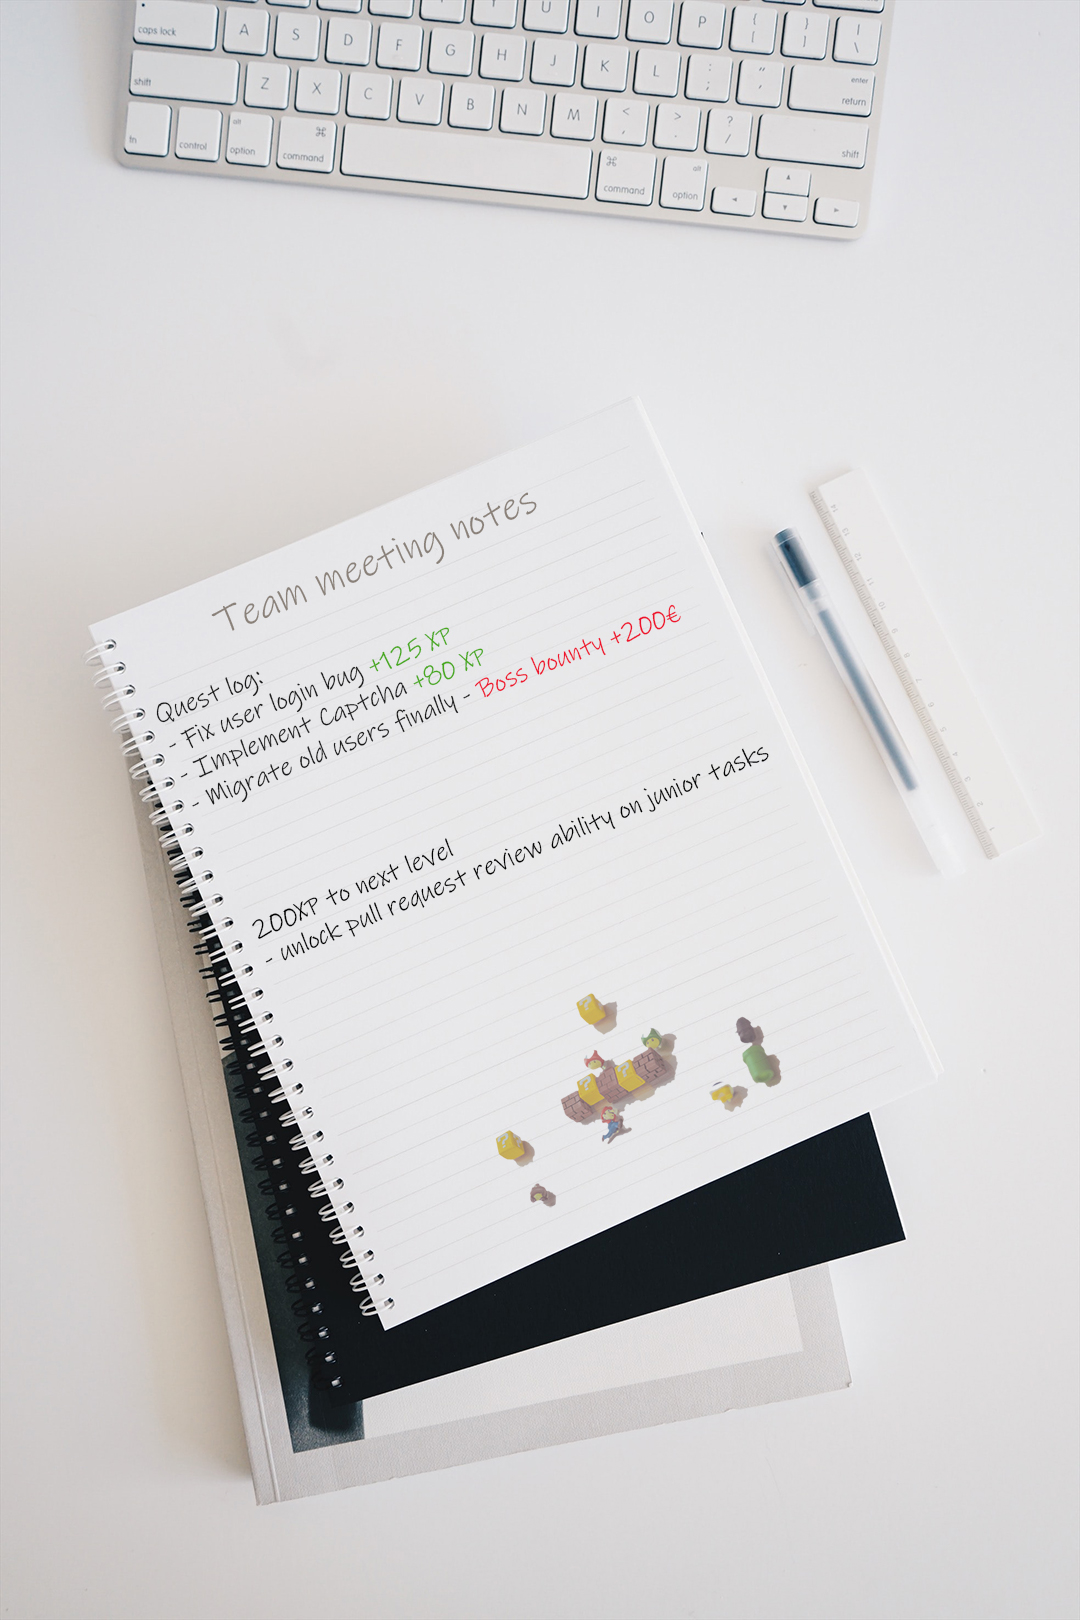 U I O P { [ } ] | \
caps lock A S D F G H J K L : ; " ' enter return
shift Z X C V B N M < , > . ? / shift
fn control alt option ⌘ command ⌘ command alt option
Team meeting notes
Quest log:
- Fix user login bug +125 XP
- Implement Captcha +80 XP
- Migrate old users finally - Boss bounty +200€
200XP to next level
- unlock pull request review ability on junior tasks